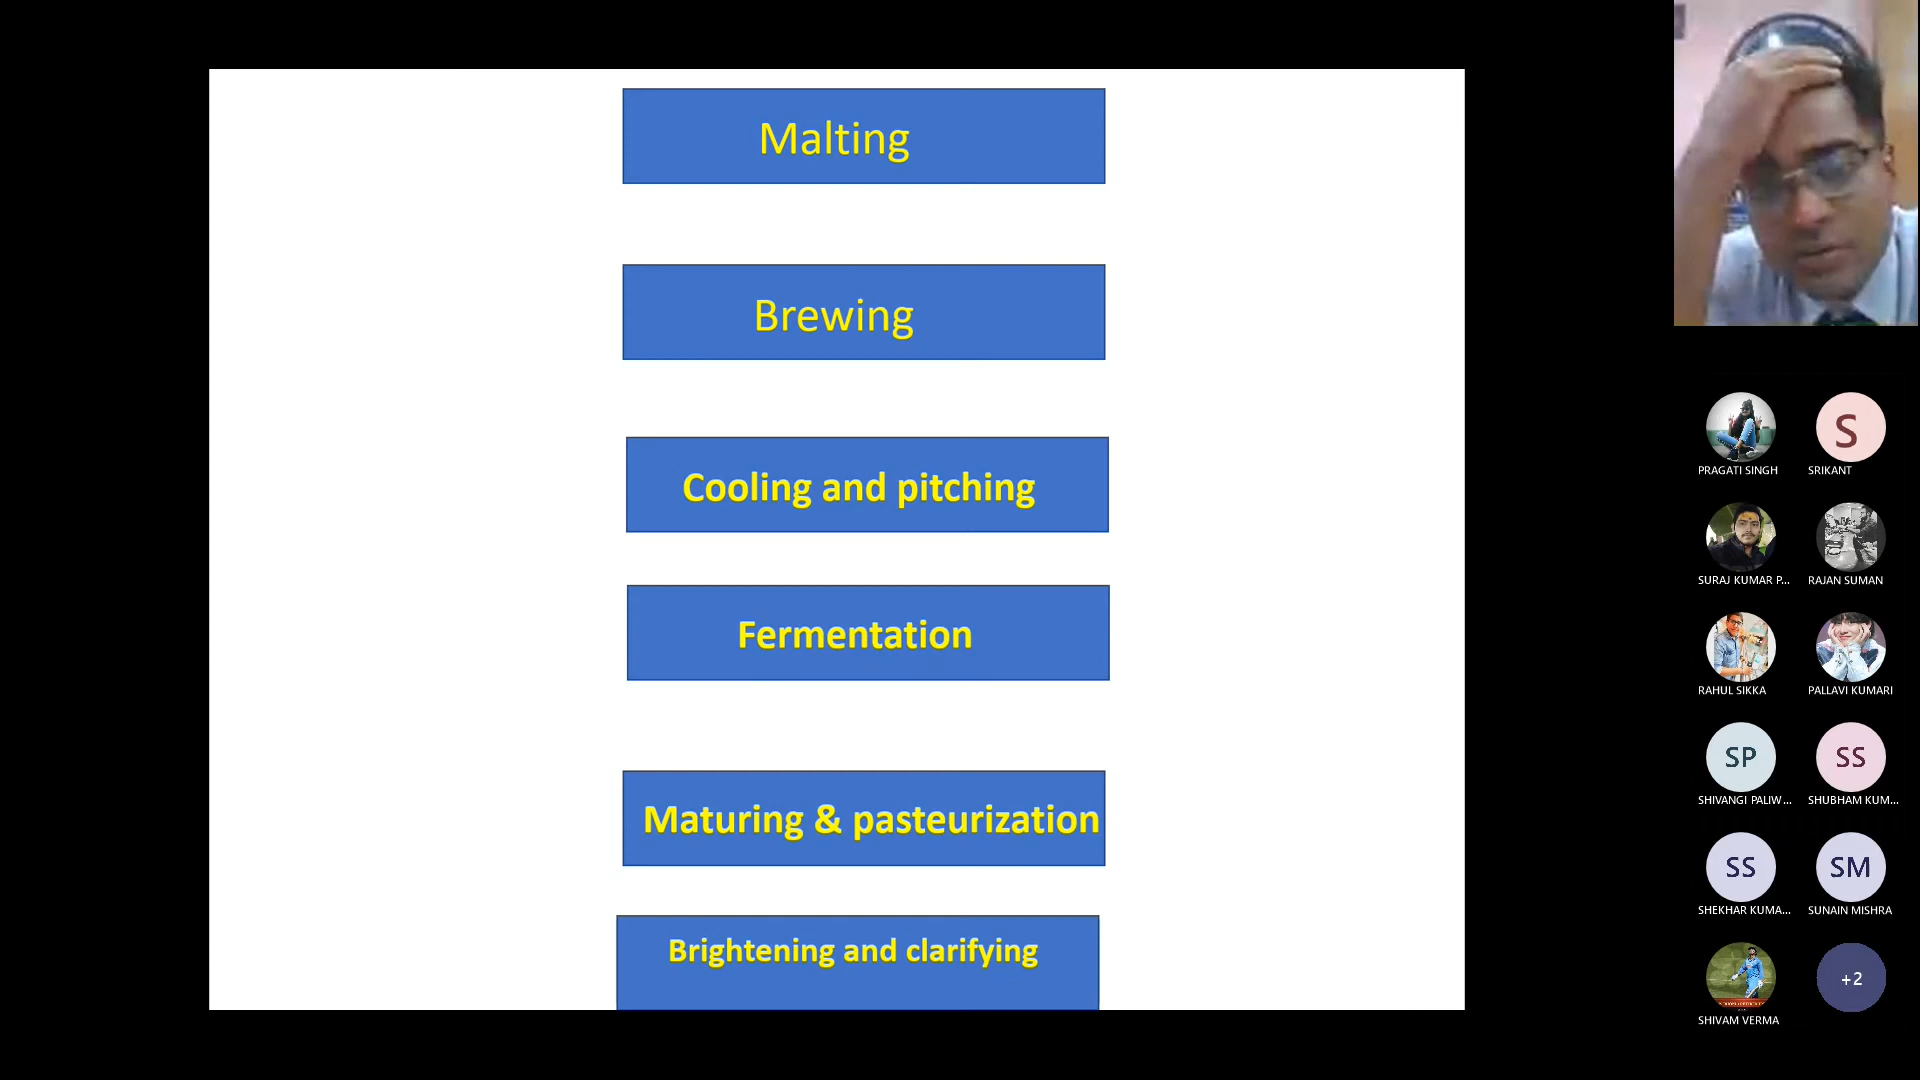 Malting
Brewing
Cooling and pitching
Fermentation
Maturing & pasteurization
Brightening and clarifying
S
PRAGATI SINGH
SRIKANT
SURAJ KUMAR P...
RAJAN SUMAN
RAHUL SIKKA
PALLAVI KUMARI
SP
SS
SHIVANGI PALIW...
SHUBHAM KUM...
SS
SM
SHEKHAR KUMA...
SUNAIN MISHRA
+2
SHIVAM VERMA